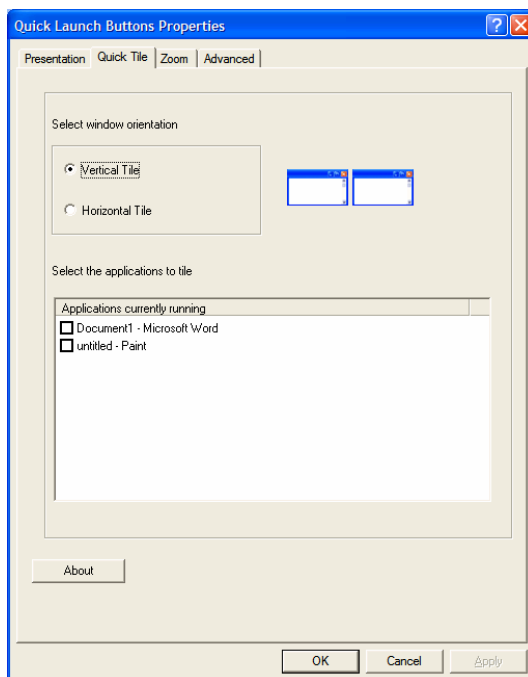 Quick Launch Buttons Properties
Presentation Quick Tile Zoom Advanced
Select window orientation
Vertical Tile
Horizontal Tile
Select the applications to tile
Applications currently running
Document1 - Microsoft Word
untitled - Paint
About
OK Cancel Apply